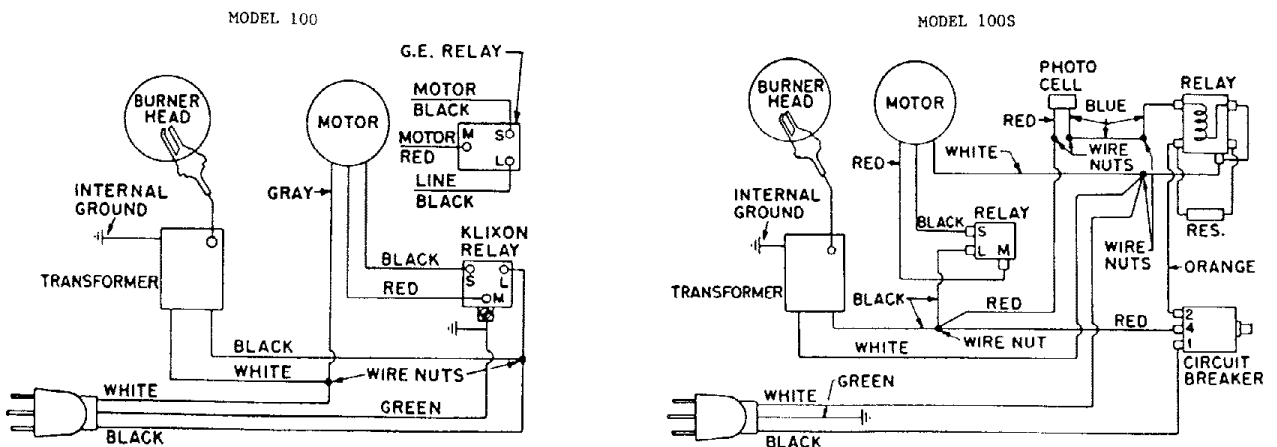 MODEL 100
G.E. RELAY
BURNER
HEAD
MOTOR
MOTOR
BLACK
M
S
MOTOR
RED
L
LINE
BLACK
GRAY
INTERNAL
GROUND
KLIXON
RELAY
TRANSFORMER
BLACK
S
L
RED
M
BLACK
WHITE
WIRE NUTS
WHITE
GREEN
BLACK
MODEL 100S
PHOTO
CELL
RELAY
BURNER
HEAD
MOTOR
BLUE
RED
WIRE
NUTS
RED
WHITE
INTERNAL
GROUND
BLACK
RELAY
S
L
M
RES.
WIRE
NUTS
ORANGE
TRANSFORMER
BLACK
RED
RED
2
4
1
WHITE
WIRE NUT
CIRCUIT
BREAKER
WHITE
GREEN
BLACK